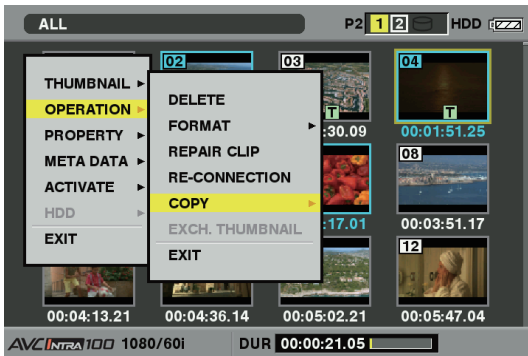 ALL P2 1 2 HDD
02 03 04
THUMBNAIL
OPERATION
PROPERTY
META DATA
ACTIVATE
HDD
EXIT
DELETE
FORMAT
REPAIR CLIP
RE-CONNECTION
COPY
EXCH. THUMBNAIL
EXIT
T T
:30.09 00:01:51.25
08
:17.01 00:03:51.17
12
00:04:13.21 00:04:36.14 00:05:02.21 00:05:47.04
AVC INTRA 100 1080/60i DUR 00:00:21.05